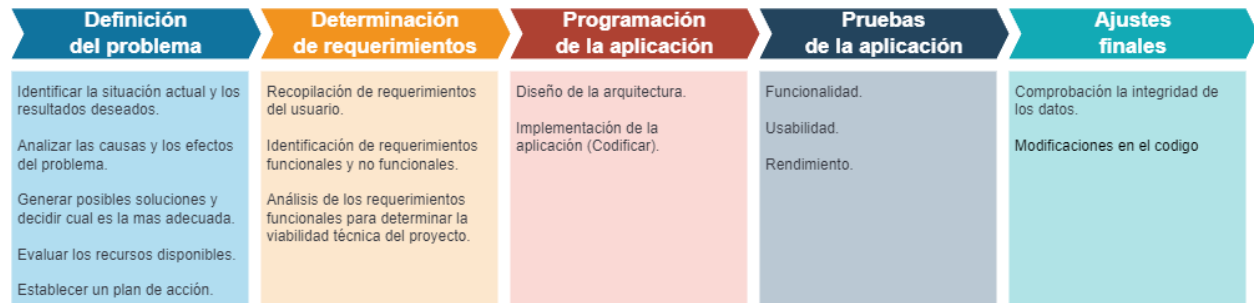 Definición
del problema
Determinación
de requerimientos
Programación
de la aplicación
Pruebas
de la aplicación
Ajustes
finales
Identificar la situación actual y los
resultados deseados.
Analizar las causas y los efectos
del problema.
Generar posibles soluciones y
decidir cual es la mas adecuada.
Evaluar los recursos disponibles.
Establecer un plan de acción.
Recopilación de requerimientos
del usuario.
Identificación de requerimientos
funcionales y no funcionales.
Análisis de los requerimientos
funcionales para determinar la
viabilidad técnica del proyecto.
Diseño de la arquitectura.
Implementación de la
aplicación (Codificar).
Funcionalidad.
Usabilidad.
Rendimiento.
Comprobación la integridad de
los datos.
Modificaciones en el codigo